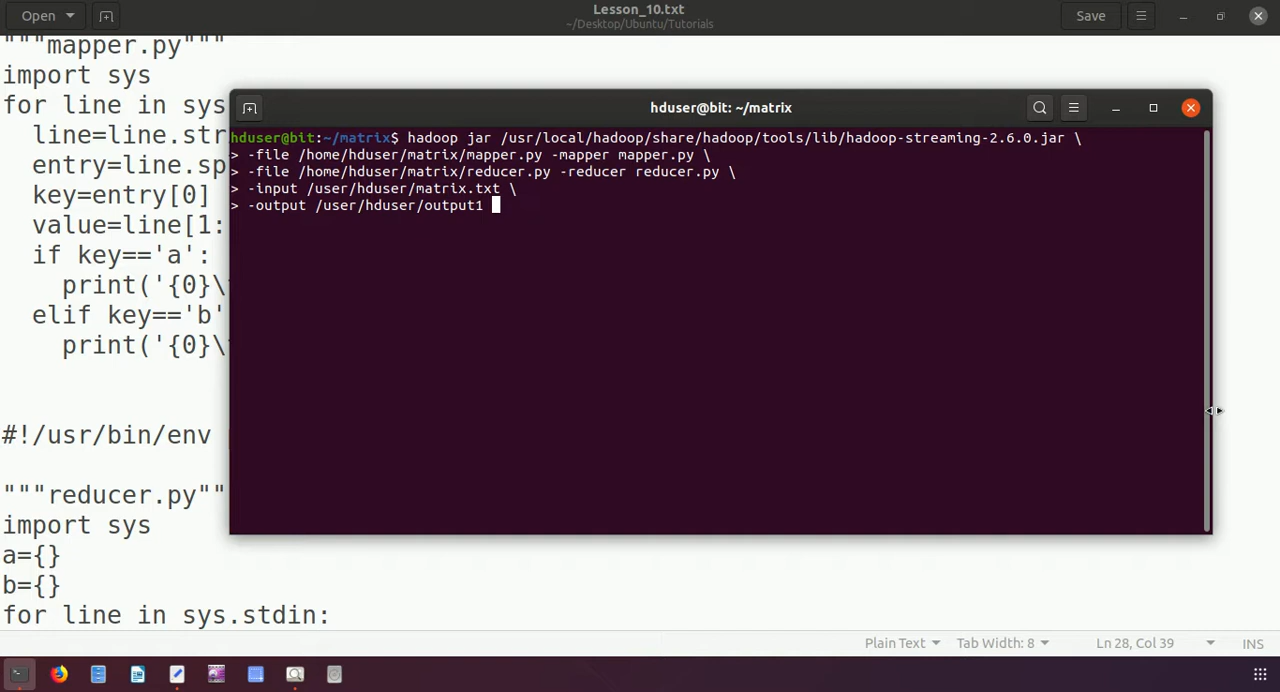 Open
Lesson_10.txt
~/Desktop/Ubuntu/Tutorials
Save
"""mapper.py"""
import sys
for line in sys
line=line.str
entry=line.sp
key=entry[0]
value=line[1:
if key=='a':
print('{0}\
elif key=='b'
print('{0}\
#!/usr/bin/env
"""reducer.py""
import sys
a={}
b={}
for line in sys.stdin:
hduser@bit: ~/matrix
hduser@bit:~/matrix$ hadoop jar /usr/local/hadoop/share/hadoop/tools/lib/hadoop-streaming-2.6.0.jar \
> -file /home/hduser/matrix/mapper.py -mapper mapper.py \
> -file /home/hduser/matrix/reducer.py -reducer reducer.py \
> -input /user/hduser/matrix.txt \
> -output /user/hduser/output1
Plain Text
Tab Width: 8
Ln 28, Col 39
INS